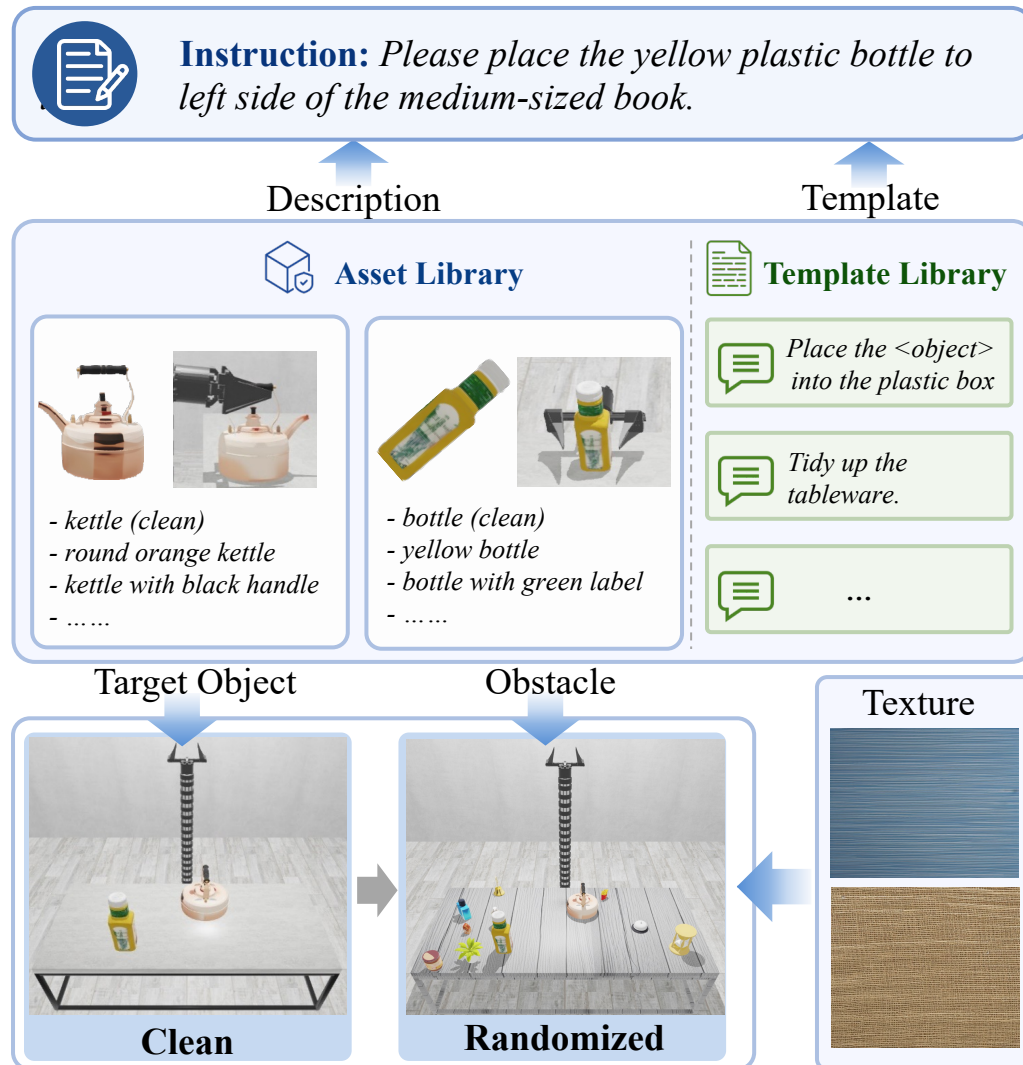 Instruction: Please place the yellow plastic bottle to
left side of the medium-sized book.
Description
Template
Asset Library
Template Library
- kettle (clean)
- round orange kettle
- kettle with black handle
- ……
- bottle (clean)
- yellow bottle
- bottle with green label
- ……
Place the <object>
into the plastic box
Tidy up the
tableware.
...
Target Object
Obstacle
Texture
Clean
Randomized